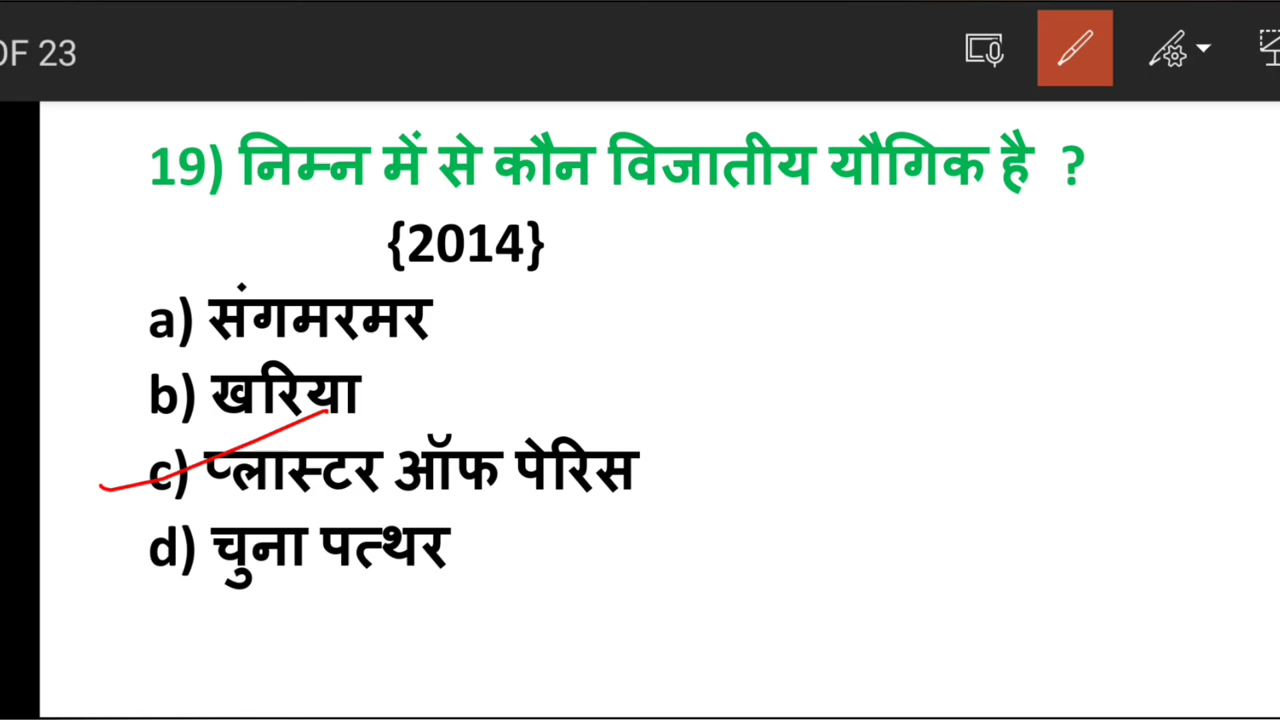 OF 23
19) निम्न में से कौन विजातीय यौगिक है ?
{2014}
a) संगमरमर
b) खरिया
c) प्लास्टर ऑफ पेरिस
d) चुना पत्थर